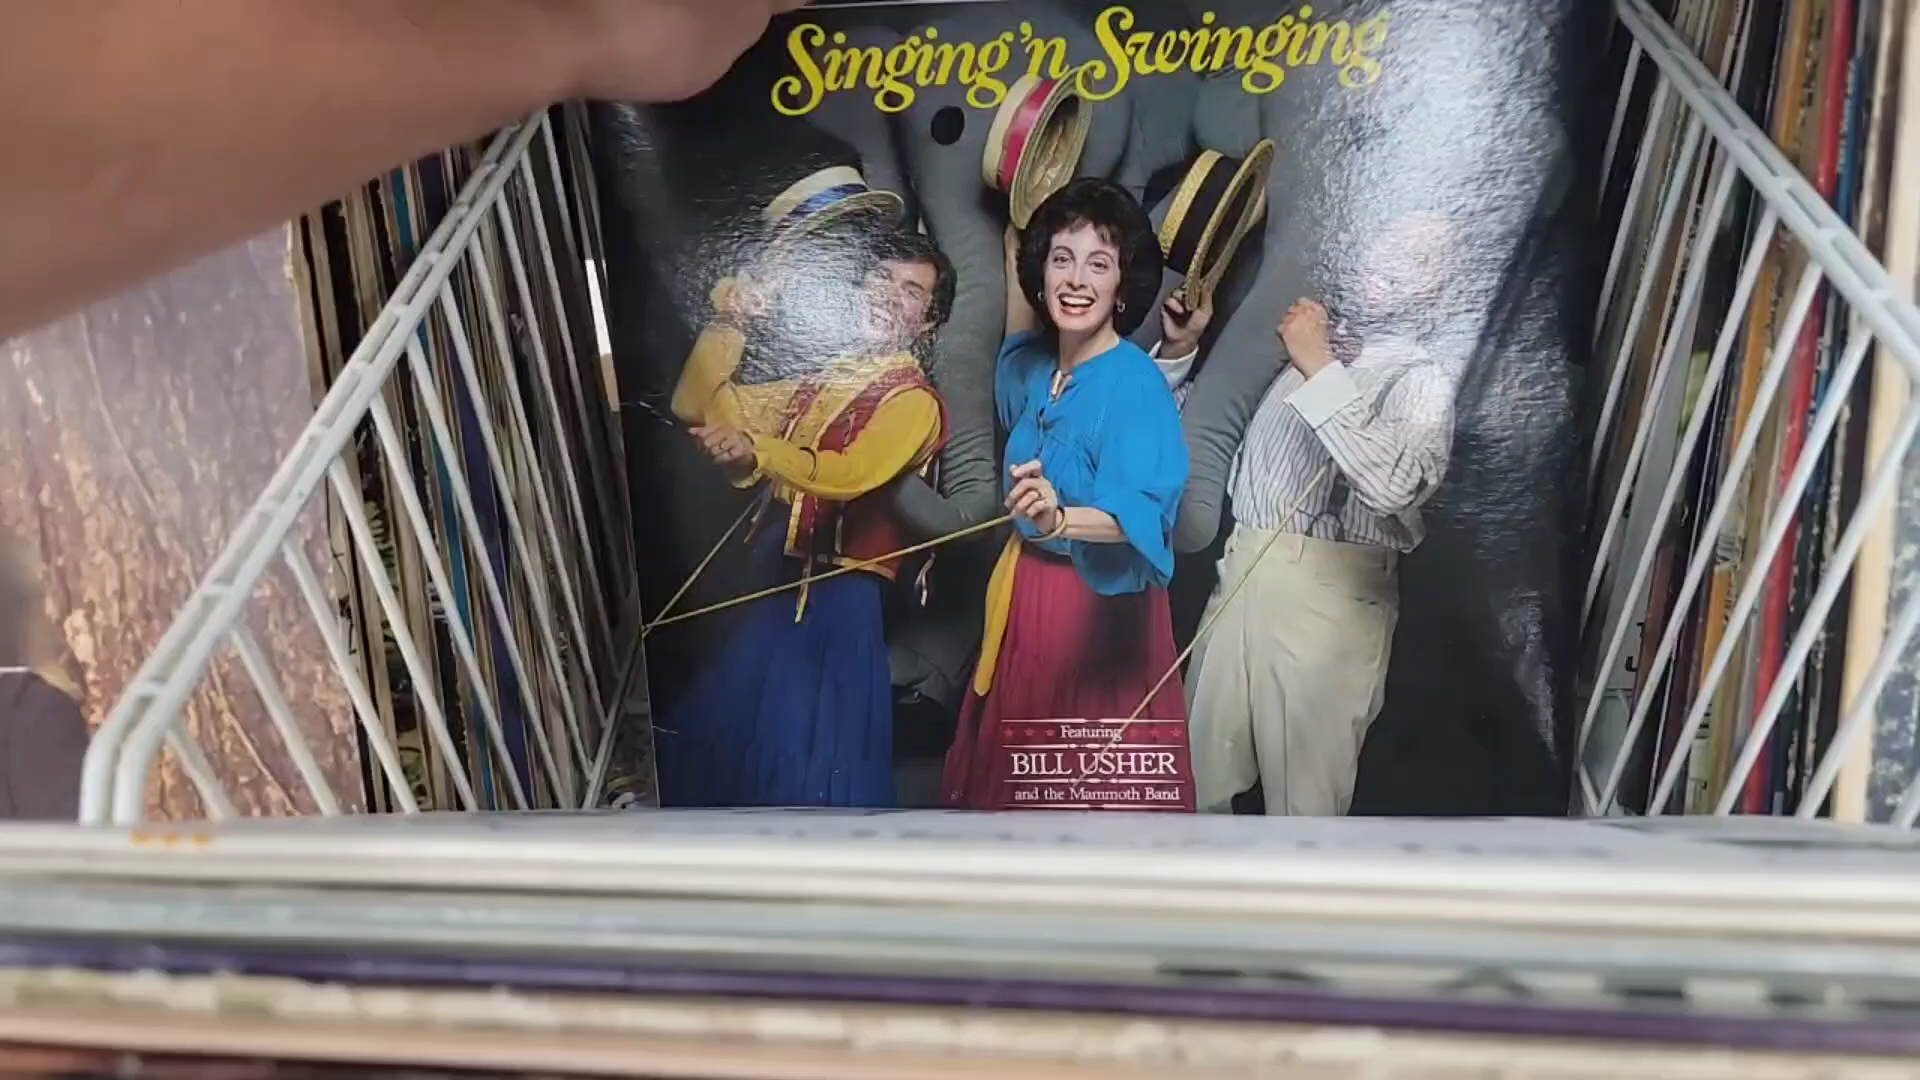 Singing 'n Swinging
Featuring
BILL USHER
and the Mammoth Band